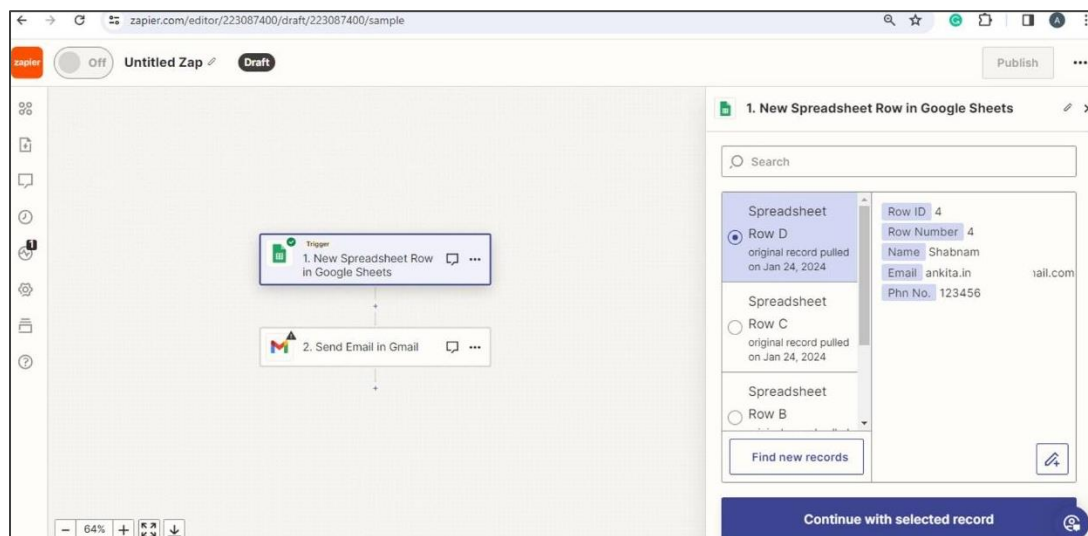 zapier.com/editor/223087400/draft/223087400/sample
A
zapier
Off Untitled Zap Draft Publish
1. New Spreadsheet Row in Google Sheets
Search
Spreadsheet
Row D
original record pulled
on Jan 24, 2024
Spreadsheet
Row C
original record pulled
on Jan 24, 2024
Spreadsheet
Row B
Find new records
Row ID 4
Row Number 4
Name Shabnam
Email ankita.in ail.com
Phn No. 123456
Continue with selected record
1
Trigger
1. New Spreadsheet Row
in Google Sheets
2. Send Email in Gmail
64%